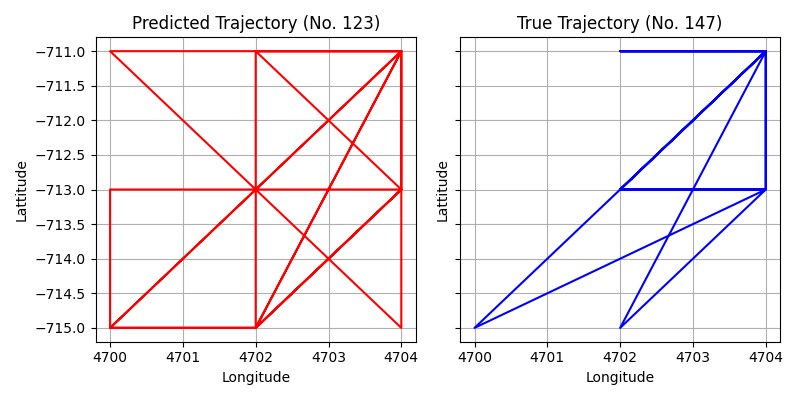 Predicted Trajectory (No. 123)
True Trajectory (No. 147)
−711.0
−711.5
−712.0
−712.5
−713.0
−713.5
−714.0
−714.5
−715.0
Lattitude
Lattitude
4700 4701 4702 4703 4704
4700 4701 4702 4703 4704
Longitude
Longitude